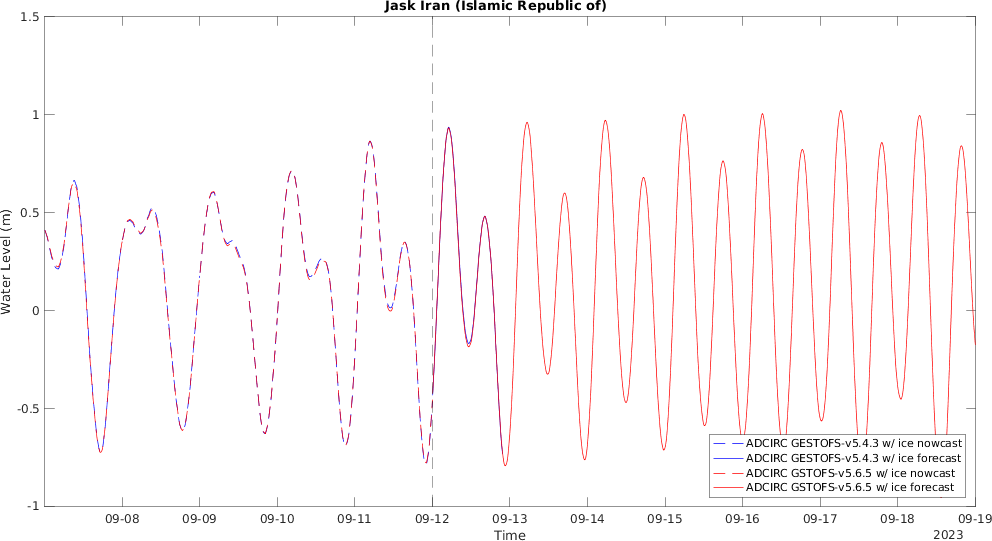 Jask Iran (Islamic Republic of)
1.5
1
0.5
0
-0.5
-1
Water Level (m)
09-08
09-09
09-10
09-11
09-12
09-13
09-14
09-15
09-16
09-17
09-18
09-19
Time
2023
ADCIRC GESTOFS-v5.4.3 w/ ice nowcast
ADCIRC GESTOFS-v5.4.3 w/ ice forecast
ADCIRC GSTOFS-v5.6.5 w/ ice nowcast
ADCIRC GSTOFS-v5.6.5 w/ ice forecast